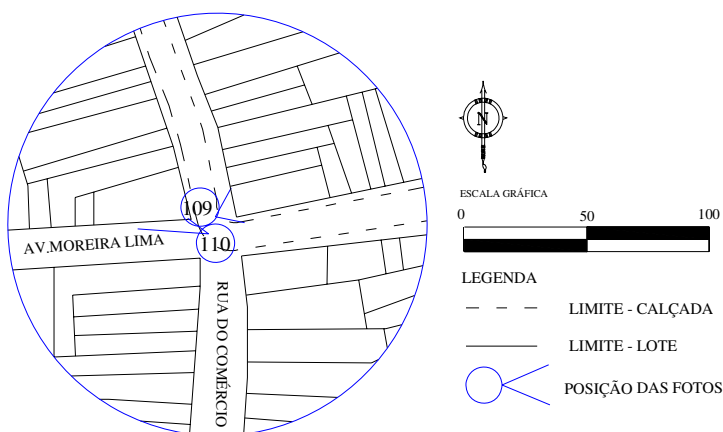 109
110
AV.MOREIRA LIMA
RUA DO COMÉRCIO
N
ESCALA GRÁFICA
0 50 100
LEGENDA
LIMITE - CALÇADA
LIMITE - LOTE
POSIÇÃO DAS FOTOS